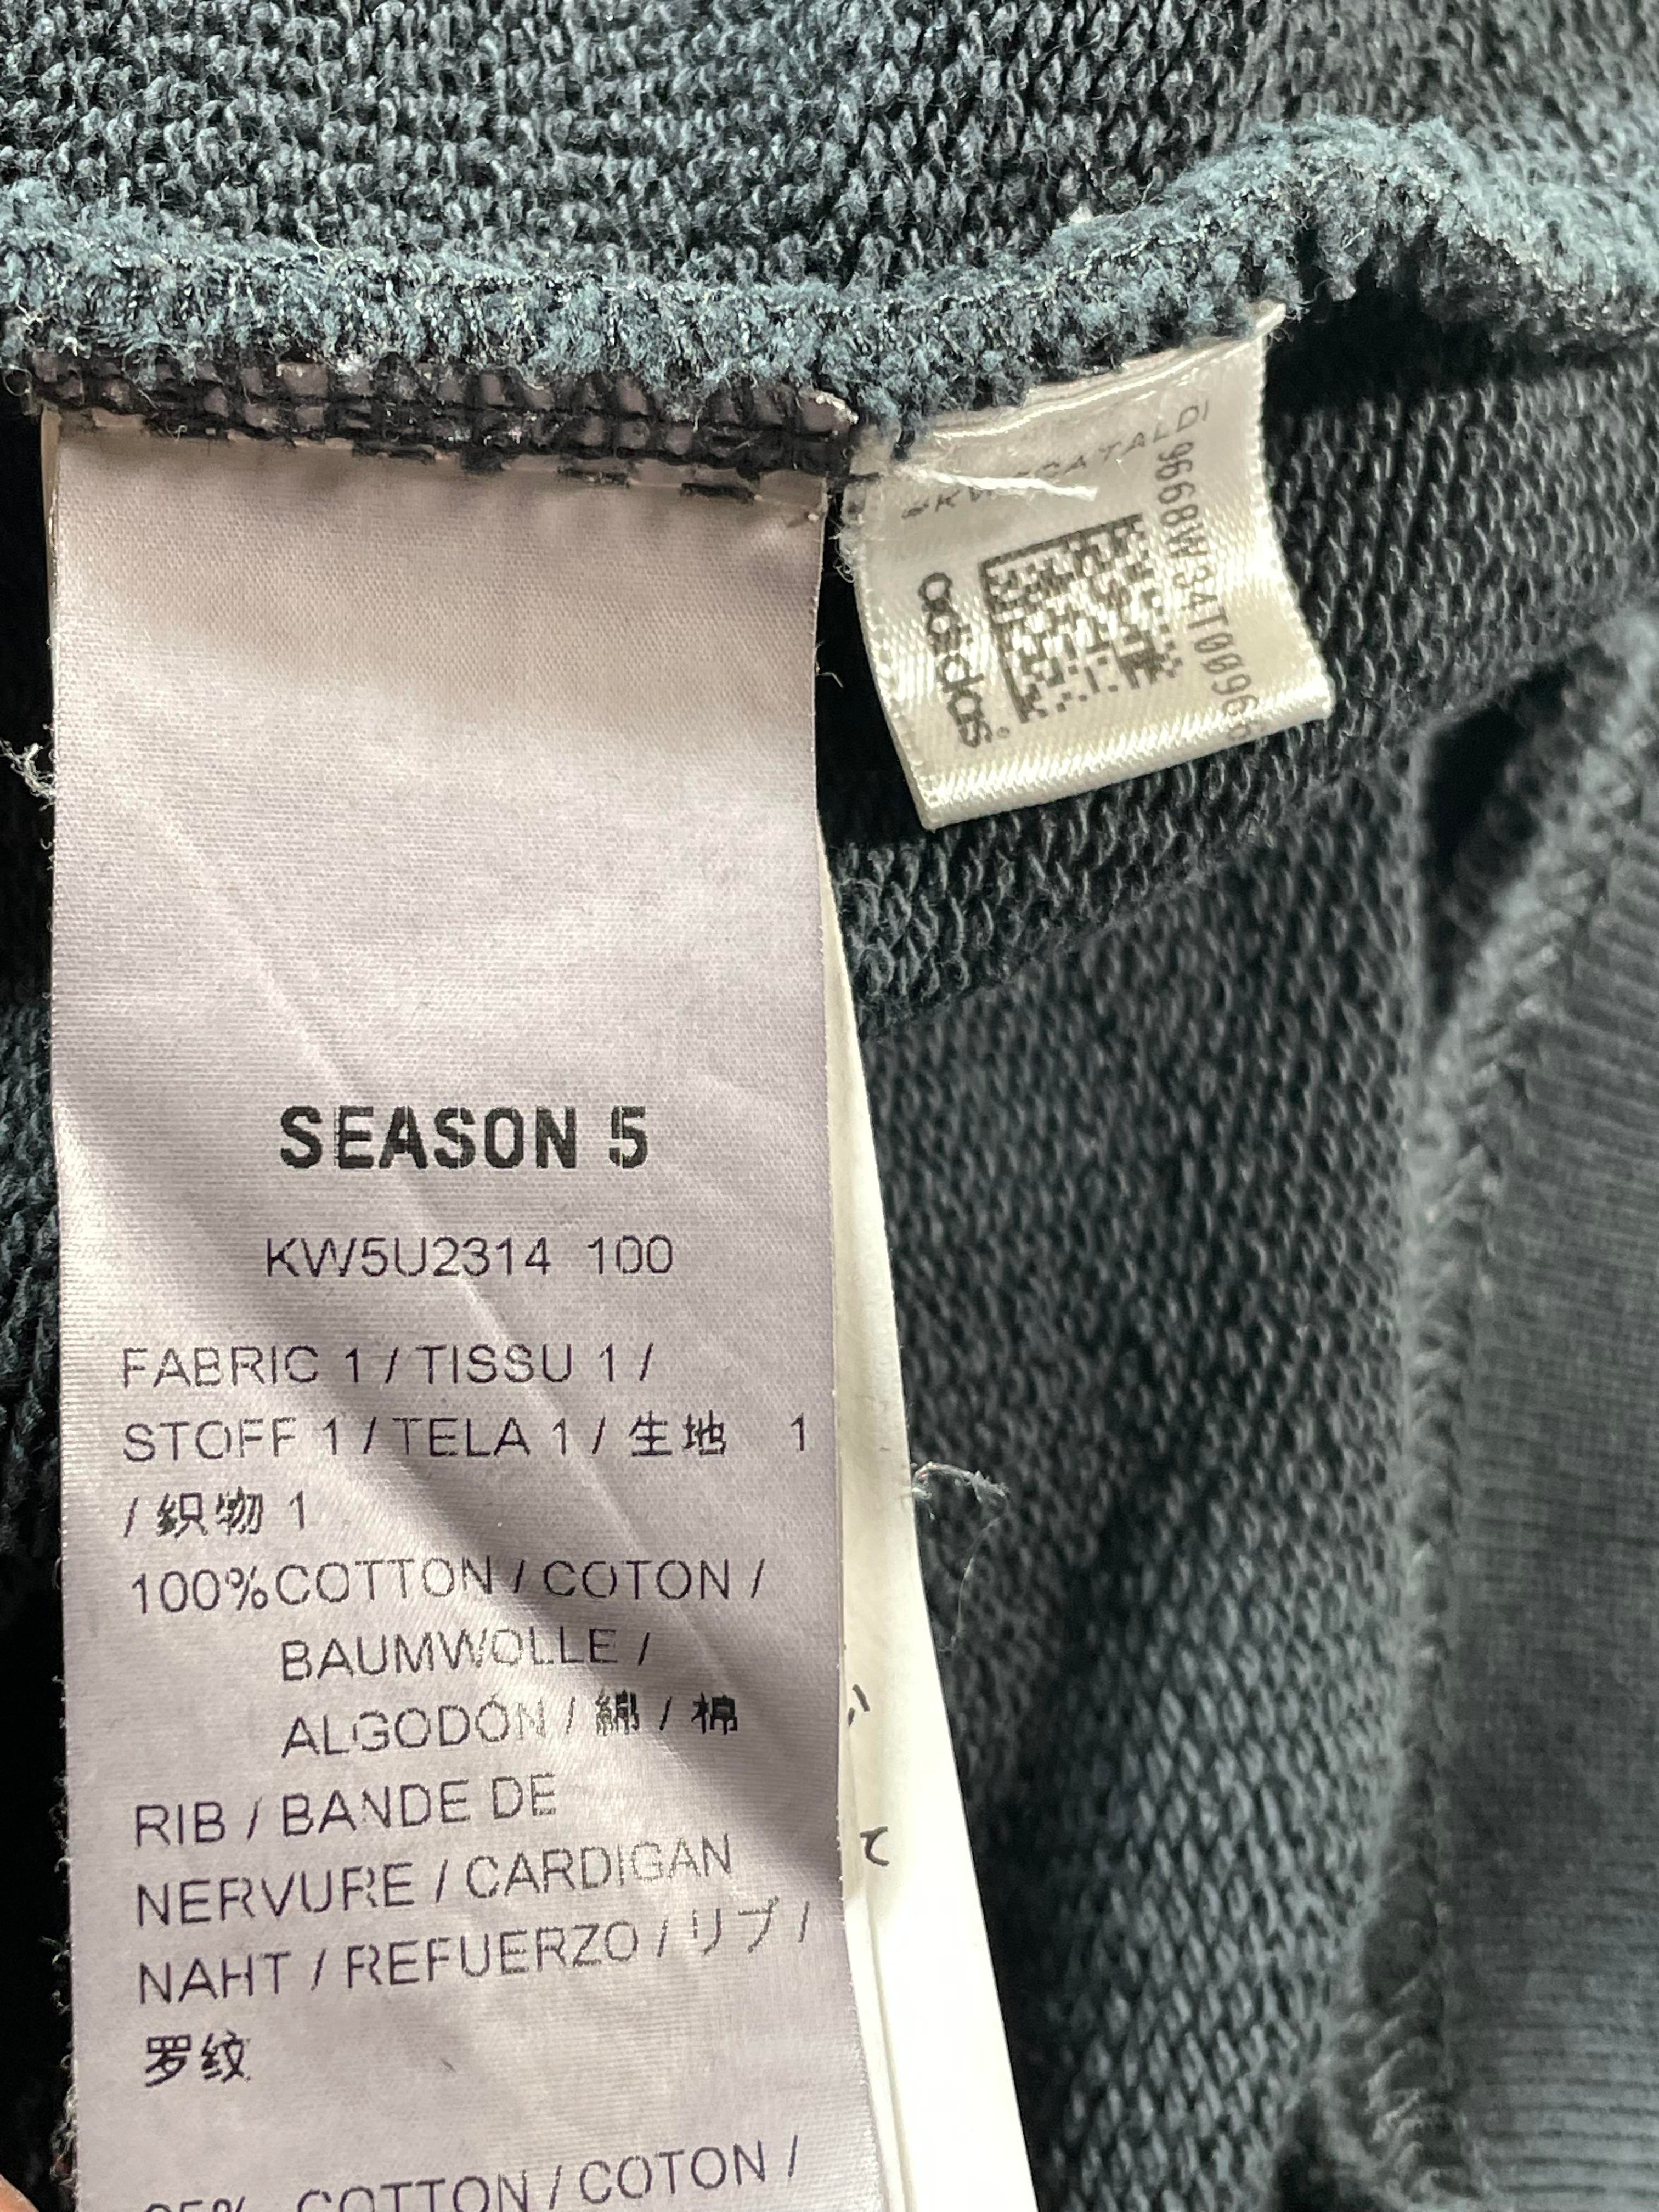 SEASON 5
KW5U2314 100
FABRIC 1 / TISSU 1 /
STOFF 1 / TELA 1 / 生地 1
/ 织物 1
100% COTTON / COTON /
BAUMWOLLE /
ALGODÓN / 綿 / 棉
RIB / BANDE DE
NERVURE / CARDIGAN
NAHT / REFUERZO / リブ /
罗纹
COTTON / COTON /
adidas
て